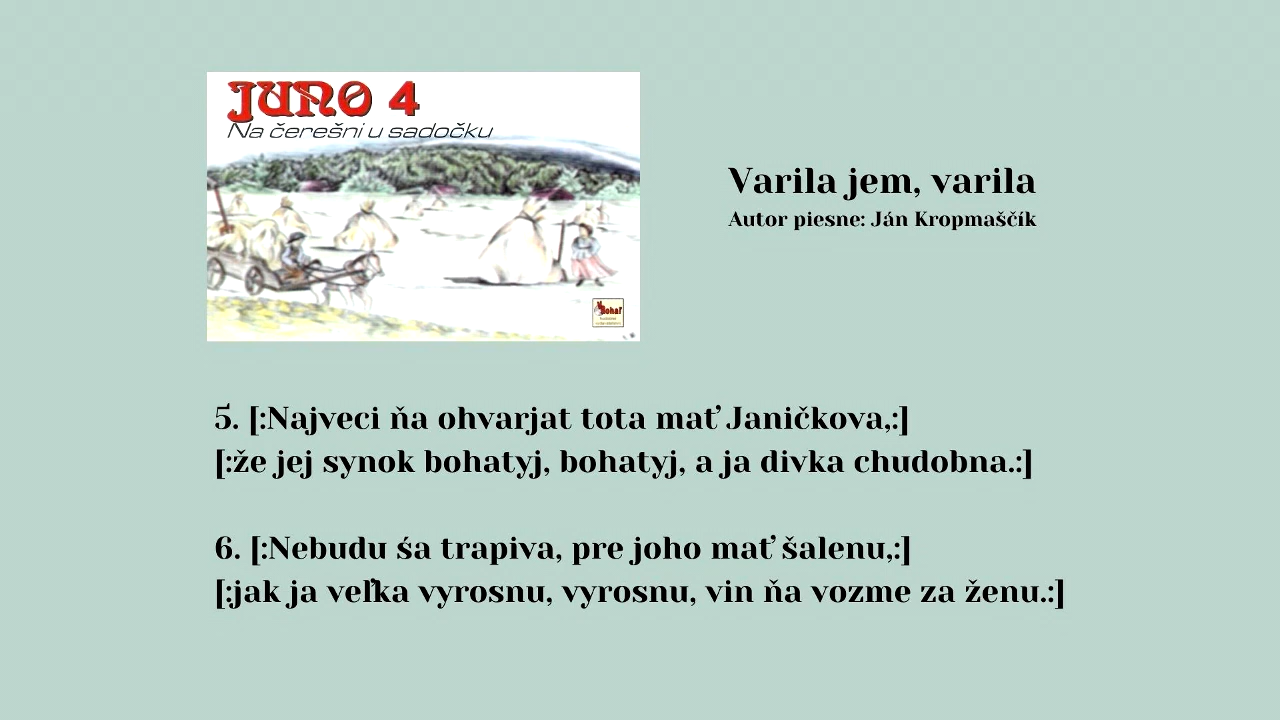 JUNO 4
Na čerešni u sadočku
Bohaľ
Varila jem, varila
Autor piesne: Ján Kropmaščík
5. [:Najveci ňa ohvarjat tota mať Janičkova,:]
[:že jej synok bohatyj, bohatyj, a ja divka chudobna.:]
6. [:Nebudu śa trapiva, pre joho mať šalenu,:]
[:jak ja veľka vyrosnu, vyrosnu, vin ňa vozme za ženu.:]